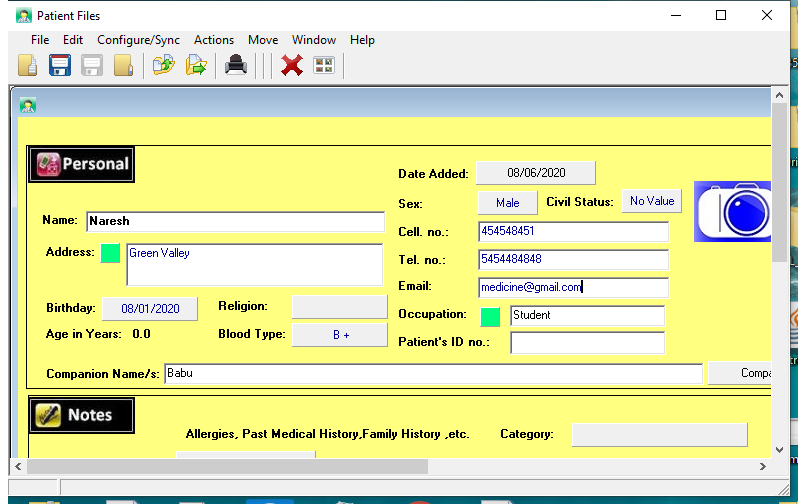 Patient Files
File Edit Configure/Sync Actions Move Window Help
Personal
Date Added: 08/06/2020
Sex: Male Civil Status: No Value
Name: Naresh
Cell. no.: 454548451
Address: Green Valley
Tel. no.: 5454484848
Email: medicine@gmail.com
Birthday: 08/01/2020 Religion:
Occupation: Student
Age in Years: 0.0 Blood Type: B +
Patient's ID no.:
Companion Name/s: Babu
Compa
Notes
Allergies, Past Medical History,Family History ,etc. Category: